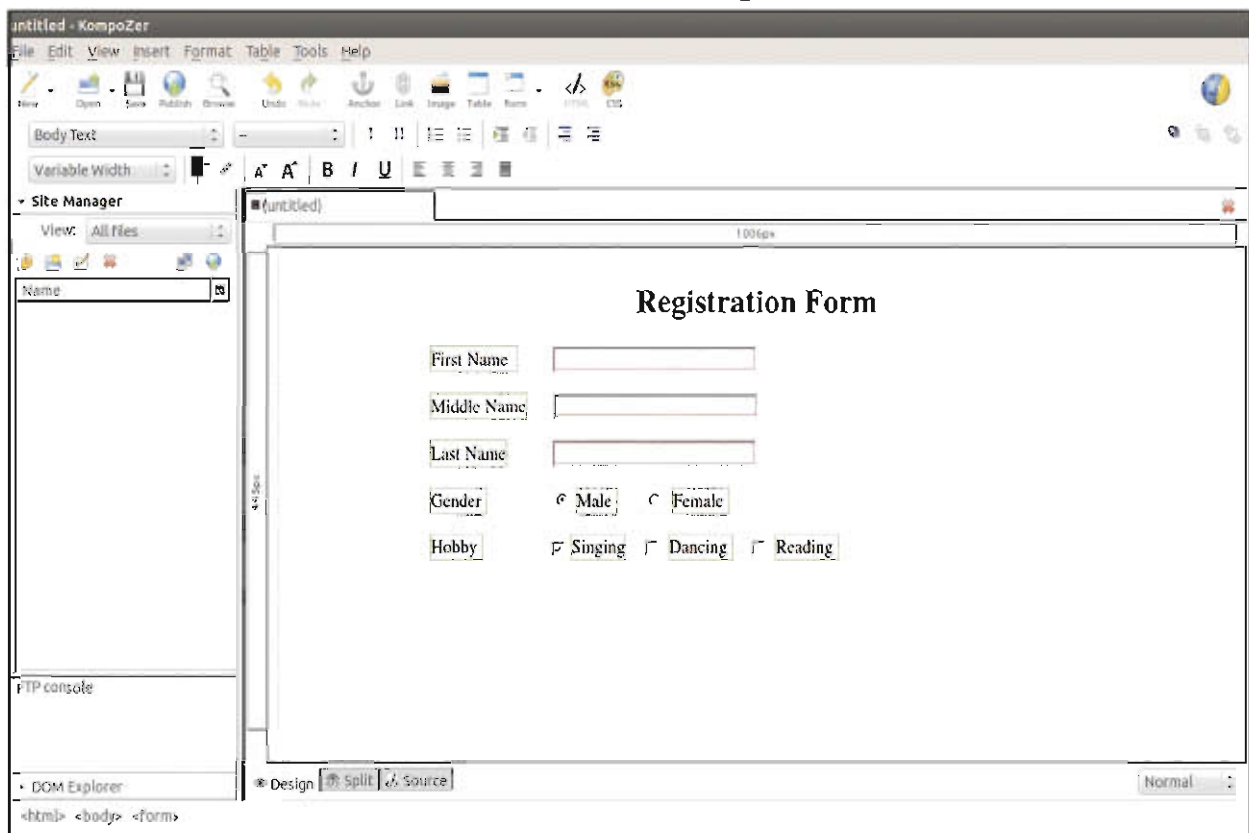 untitled - KompoZer
File Edit View Insert Format Table Tools Help
New Open Save Publish Browse Undo Redo Anchor Link Image Table Form HTML CSS
Body Text
Variable Width A A B I U
Site Manager
(untitled)
View: All files
1006px
Name
Registration Form
First Name
Middle Name
Last Name
445px
Gender Male Female
Hobby Singing Dancing Reading
FTP console
DOM Explorer
Design Split Source Normal
<html> <body> <form>